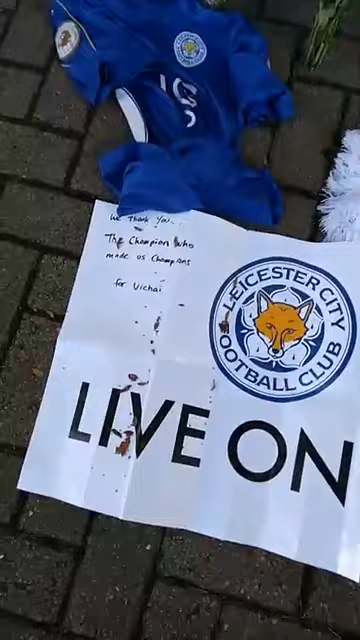 We Thank You..
The Champion who
made us Champions
for Vichai
LEICESTER CITY
FOOTBALL CLUB
LIVE ON